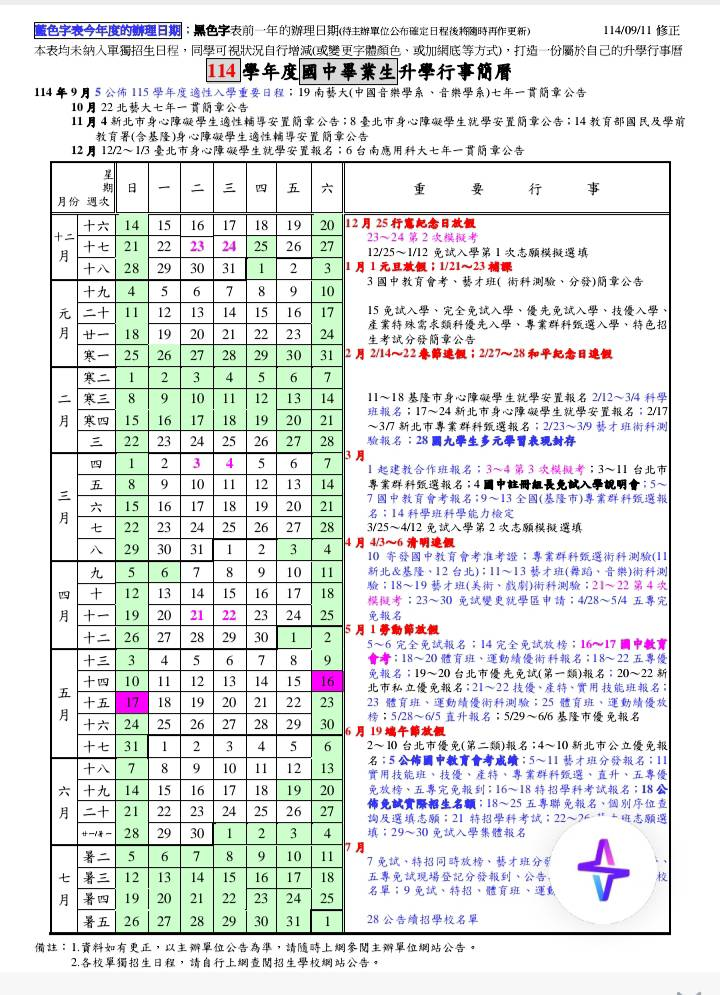 藍色字表今年度的辦理日期；黑色字表前一年的辦理日期(待主辦單位公布確定日程後將隨時再作更新) 114/09/11 修正
本表均未納入單獨招生日程，同學可視狀況自行增減(或變更字體顏色、或加網底等方式)，打造一份屬於自己的升學行事曆
114 學年度國中畢業生升學行事簡曆
114 年 9 月 5 公佈 115 學年度適性入學重要日程；19 南藝大(中國音樂學系、音樂學系)七年一貫簡章公告
10 月 22 北藝大七年一貫簡章公告
11 月 4 新北市身心障礙學生適性輔導安置簡章公告；8 臺北市身心障礙學生就學安置簡章公告；14 教育部國民及學前
教育署(含基隆)身心障礙學生適性輔導安置簡章公告
12 月 12/2～1/3 臺北市身心障礙學生就學安置報名；6 台南應用科大七年一貫簡章公告
月份 週次 星期 日 一 二 三 四 五 六 重要行事
十二月
十六 14 15 16 17 18 19 20
十七 21 22 23 24 25 26 27
十八 28 29 30 31 1 2 3
元月
十九 4 5 6 7 8 9 10
二十 11 12 13 14 15 16 17
廿一 18 19 20 21 22 23 24
寒一 25 26 27 28 29 30 31
二月
寒二 1 2 3 4 5 6 7
寒三 8 9 10 11 12 13 14
寒四 15 16 17 18 19 20 21
三 22 23 24 25 26 27 28
三月
四 1 2 3 4 5 6 7
五 8 9 10 11 12 13 14
六 15 16 17 18 19 20 21
七 22 23 24 25 26 27 28
八 29 30 31 1 2 3 4
四月
九 5 6 7 8 9 10 11
十 12 13 14 15 16 17 18
十一 19 20 21 22 23 24 25
十二 26 27 28 29 30 1 2
五月
十三 3 4 5 6 7 8 9
十四 10 11 12 13 14 15 16
十五 17 18 19 20 21 22 23
十六 24 25 26 27 28 29 30
十七 31 1 2 3 4 5 6
六月
十八 7 8 9 10 11 12 13
十九 14 15 16 17 18 19 20
二十 21 22 23 24 25 26 27
廿一/暑一 28 29 30 1 2 3 4
七月
暑二 5 6 7 8 9 10 11
暑三 12 13 14 15 16 17 18
暑四 19 20 21 22 23 24 25
暑五 26 27 28 29 30 31 1
12 月 25 行憲紀念日放假
23～24 第 2 次模擬考
12/25～1/12 免試入學第 1 次志願模擬選填
1 月 1 元旦放假；1/21～23 補課
3 國中教育會考、藝才班( 術科測驗、分發)簡章公告
15 免試入學、完全免試入學、優先免試入學、技優入學、
產業特殊需求類科優先入學、專業群科甄選入學、特色招
生考試分發簡章公告
2 月 2/14～22 春節連假；2/27～28 和平紀念日連假
11～18 基隆市身心障礙學生就學安置報名 2/12～3/4 科學
班報名；17～24 新北市身心障礙學生就學安置報名；2/17
～3/7 新北市專業群科甄選報名；2/23～3/9 藝才班術科測
驗報名；28 國九學生多元學習表現封存
3 月
1 起建教合作班報名；3～4 第 3 次模擬考；3～11 台北市
專業群科甄選報名；4 國中註冊組長免試入學說明會；5～
7 國中教育會考報名；9～13 全國(基隆市)專業群科甄選報
名；14 科學班科學能力檢定
3/25～4/12 免試入學第 2 次志願模擬選填
4 月 4/3～6 清明連假
10 寄發國中教育會考准考證；專業群科甄選術科測驗(11
新北&基隆、12 台北)；11～13 藝才班(舞蹈、音樂)術科測
驗；18～19 藝才班(美術、戲劇)術科測驗；21～22 第 4 次
模擬考；23～30 免試變更就學區申請；4/28～5/4 五專完
免報名
5 月 1 勞動節放假
5～6 完全免試報名；14 完全免試放榜；16～17 國中教育
會考；18～20 體育班、運動績優術科報名；18～22 五專優
免報名；19～20 台北市優先免試(第一類)報名；20～22 新
北市私立優免報名；21～22 技優、產特、實用技能班報名；
23 體育班、運動績優術科測驗；25 體育班、運動績優放
榜；5/28～6/5 直升報名；5/29～6/6 基隆市優免報名
6 月 19 端午節放假
2～10 台北市優免(第二類)報名；4～10 新北市公立優免報
名；5 公佈國中教育會考成績；5～11 藝才班分發報名；11
實用技能班、技優、產特、專業群科甄選、直升、五專優
免放榜、五專完免報到；16～18 特招學科考試報名；18 公
佈免試實際招生名額；18～25 五專聯免報名、個別序位查
詢及選填志願；21 特招學科考試；22～26 藝才班志願選
填；29～30 免試入學集體報名
7 月
7 免試、特招同時放榜、藝才班分發
五專免試現場登記分發報到、公告 校
名單；9 免試、特招、體育班、運動
28 公告續招學校名單
備註：1.資料如有更正，以主辦單位公告為準，請隨時上網參閱主辦單位網站公告。
2.各校單獨招生日程，請自行上網查閱招生學校網站公告。